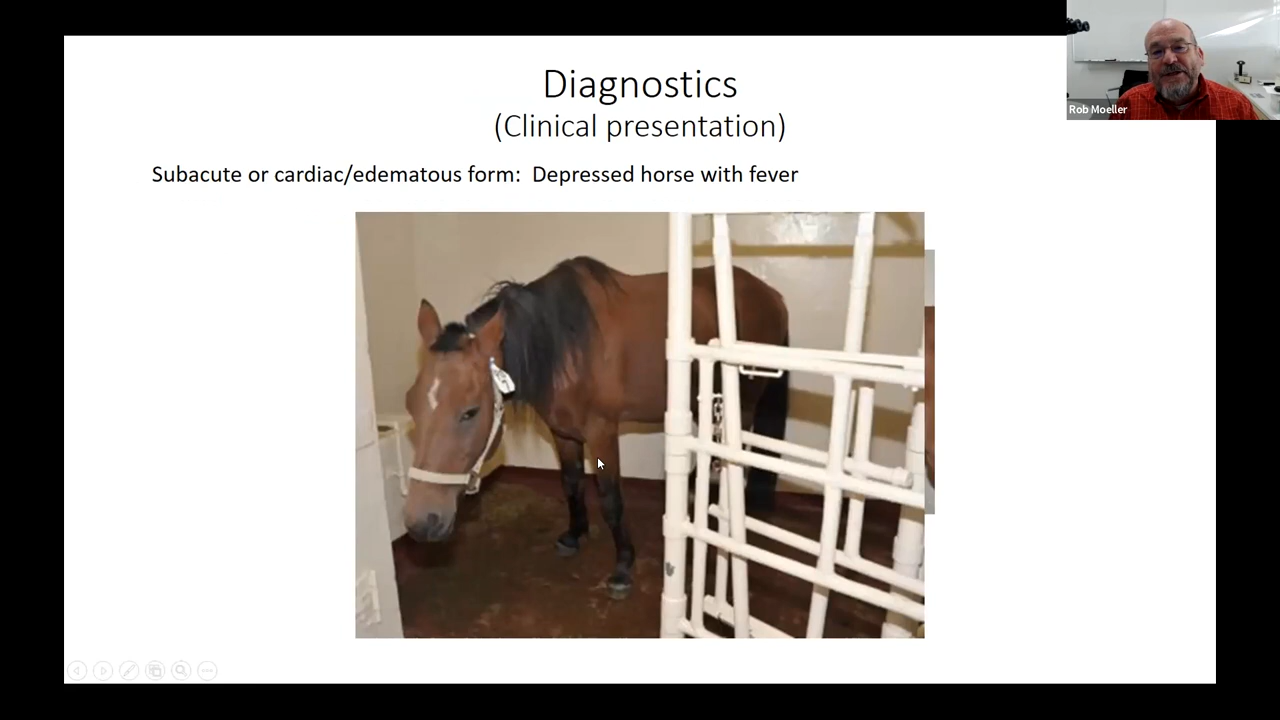 Diagnostics
(Clinical presentation)
Subacute or cardiac/edematous form:  Depressed horse with fever
Rob Moeller